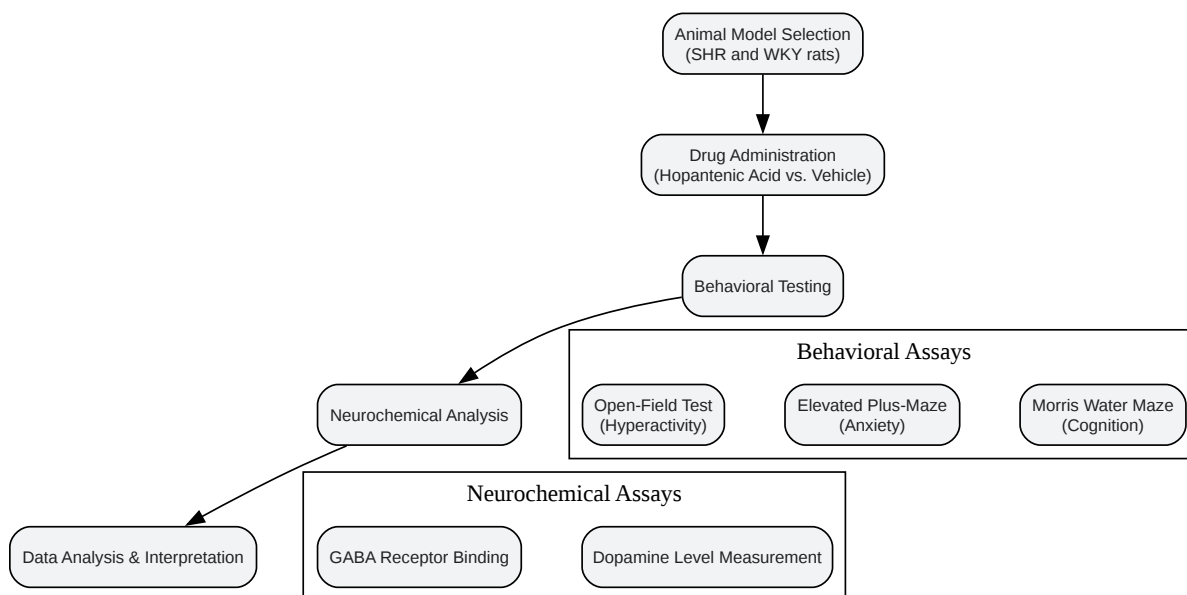 Animal Model Selection
(SHR and WKY rats)
Drug Administration
(Hopantenic Acid vs. Vehicle)
Behavioral Testing
Behavioral Assays
Neurochemical Analysis
Open-Field Test
(Hyperactivity)
Elevated Plus-Maze
(Anxiety)
Morris Water Maze
(Cognition)
Neurochemical Assays
Data Analysis & Interpretation
GABA Receptor Binding
Dopamine Level Measurement